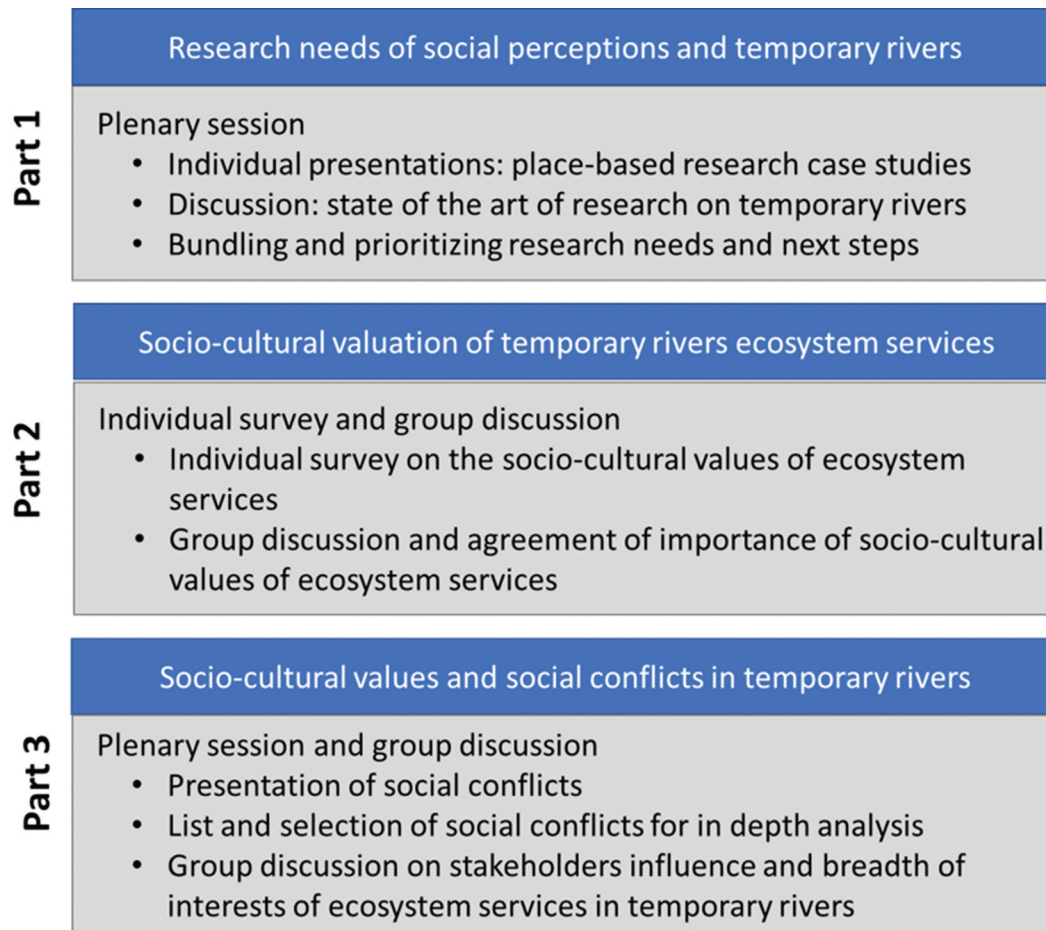 Part 1
Research needs of social perceptions and temporary rivers
Plenary session
• Individual presentations: place-based research case studies
• Discussion: state of the art of research on temporary rivers
• Bundling and prioritizing research needs and next steps
Part 2
Socio-cultural valuation of temporary rivers ecosystem services
Individual survey and group discussion
• Individual survey on the socio-cultural values of ecosystem
services
• Group discussion and agreement of importance of socio-cultural
values of ecosystem services
Part 3
Socio-cultural values and social conflicts in temporary rivers
Plenary session and group discussion
• Presentation of social conflicts
• List and selection of social conflicts for in depth analysis
• Group discussion on stakeholders influence and breadth of
interests of ecosystem services in temporary rivers